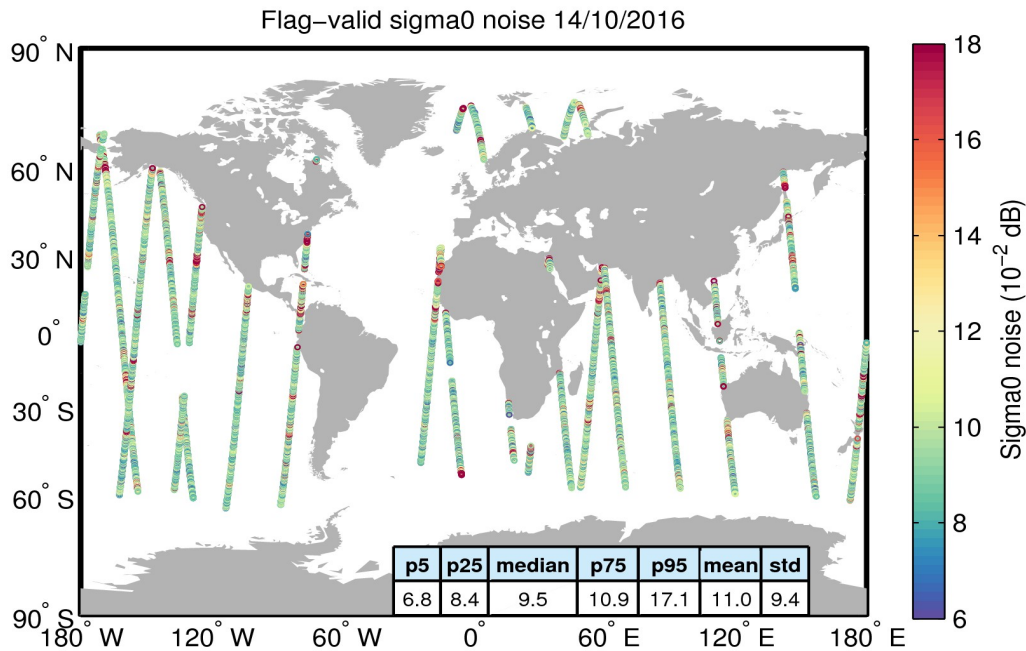 Flag−valid sigma0 noise 14/10/2016
90° N
60° N
30° N
0°
30° S
60° S
90° S
180° W
120° W
60° W
0°
60° E
120° E
180° E
p5 p25 median p75 p95 mean std
6.8 8.4 9.5 10.9 17.1 11.0 9.4
18
16
14
12
10
8
6
Sigma0 noise (10⁻² dB)